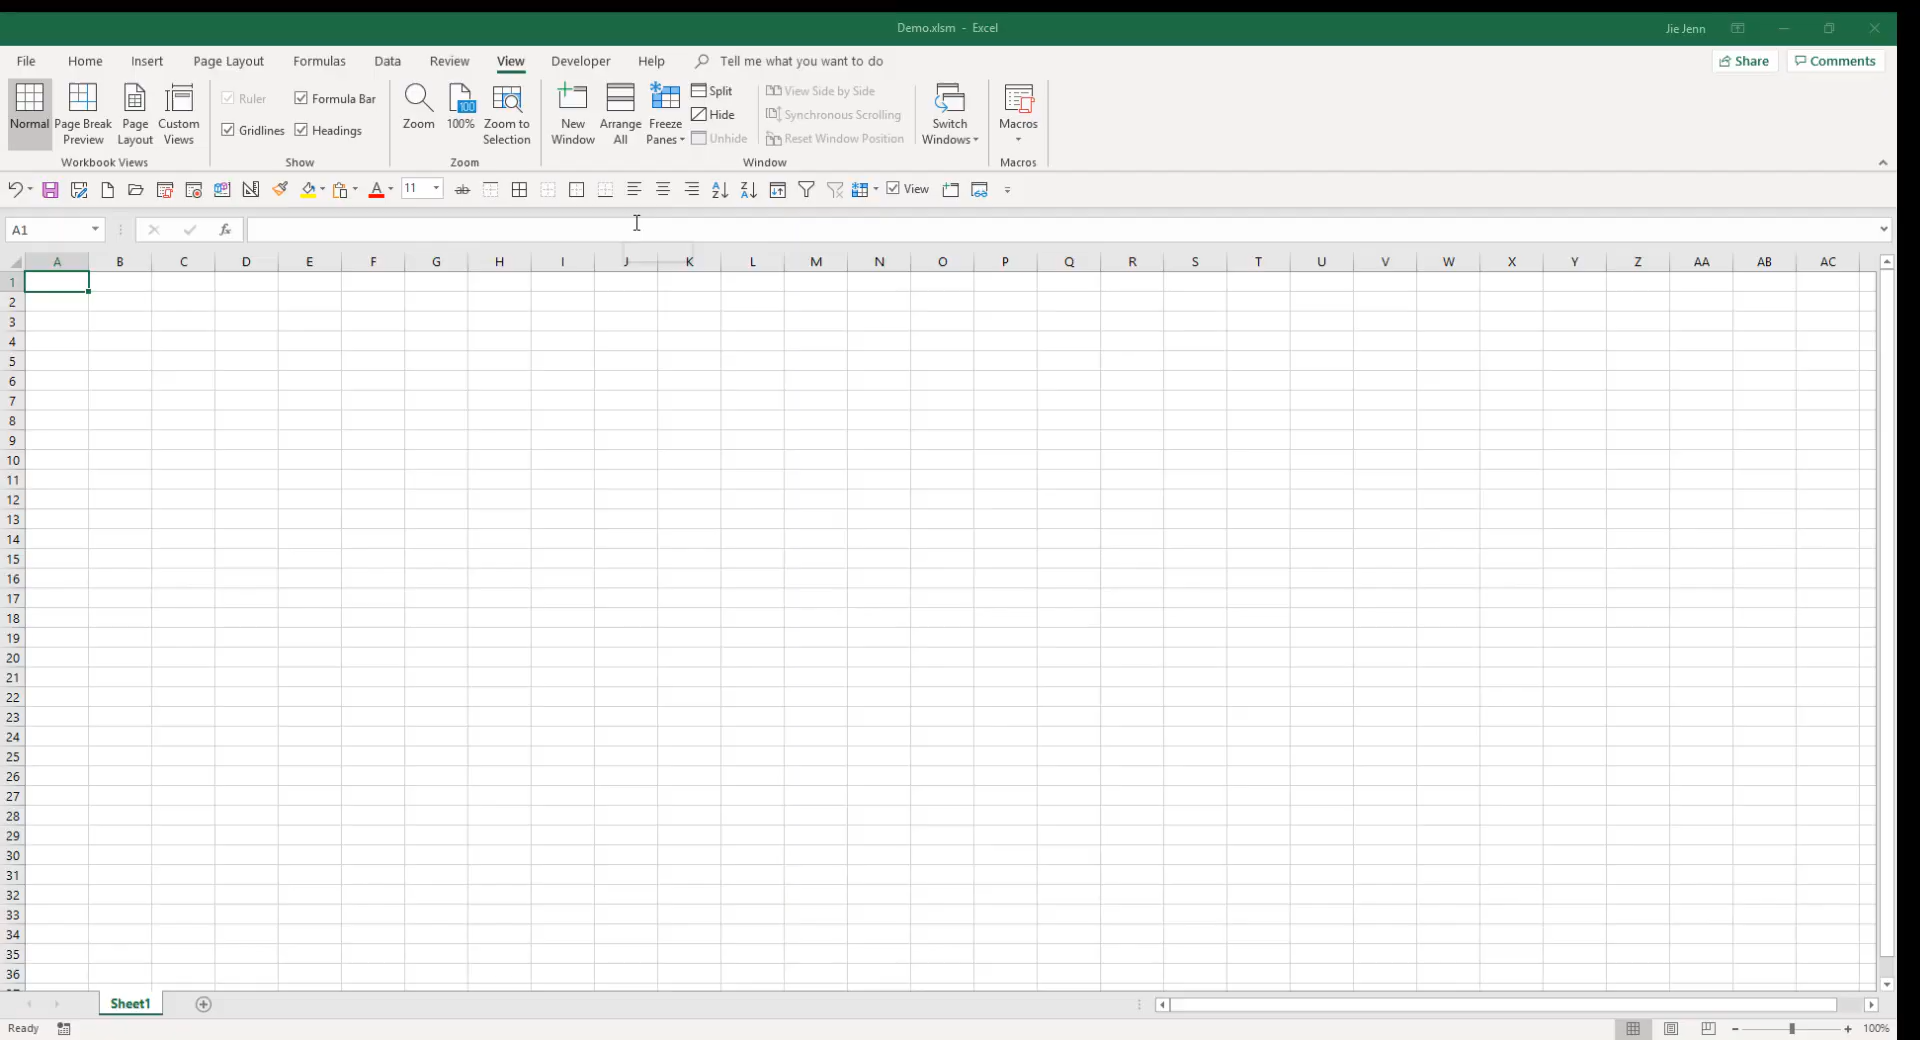 Demo.xlsm - Excel
Jie Jenn
File Home Insert Page Layout Formulas Data Review View Developer Help Tell me what you want to do Share Comments
Normal
Page Break Preview
Page Layout
Custom Views
Workbook Views
Ruler
Formula Bar
Gridlines
Headings
Show
Zoom
100
100%
Zoom to Selection
Zoom
New Window
Arrange All
Freeze Panes
Split
Hide
Unhide
View Side by Side
Synchronous Scrolling
Reset Window Position
Window
Switch Windows
Macros
Macros
A 11 ab View
A1 fx
A B C D E F G H I J K L M N O P Q R S T U V W X Y Z AA AB AC
1
2
3
4
5
6
7
8
9
10
11
12
13
14
15
16
17
18
19
20
21
22
23
24
25
26
27
28
29
30
31
32
33
34
35
36
Sheet1
Ready
100%